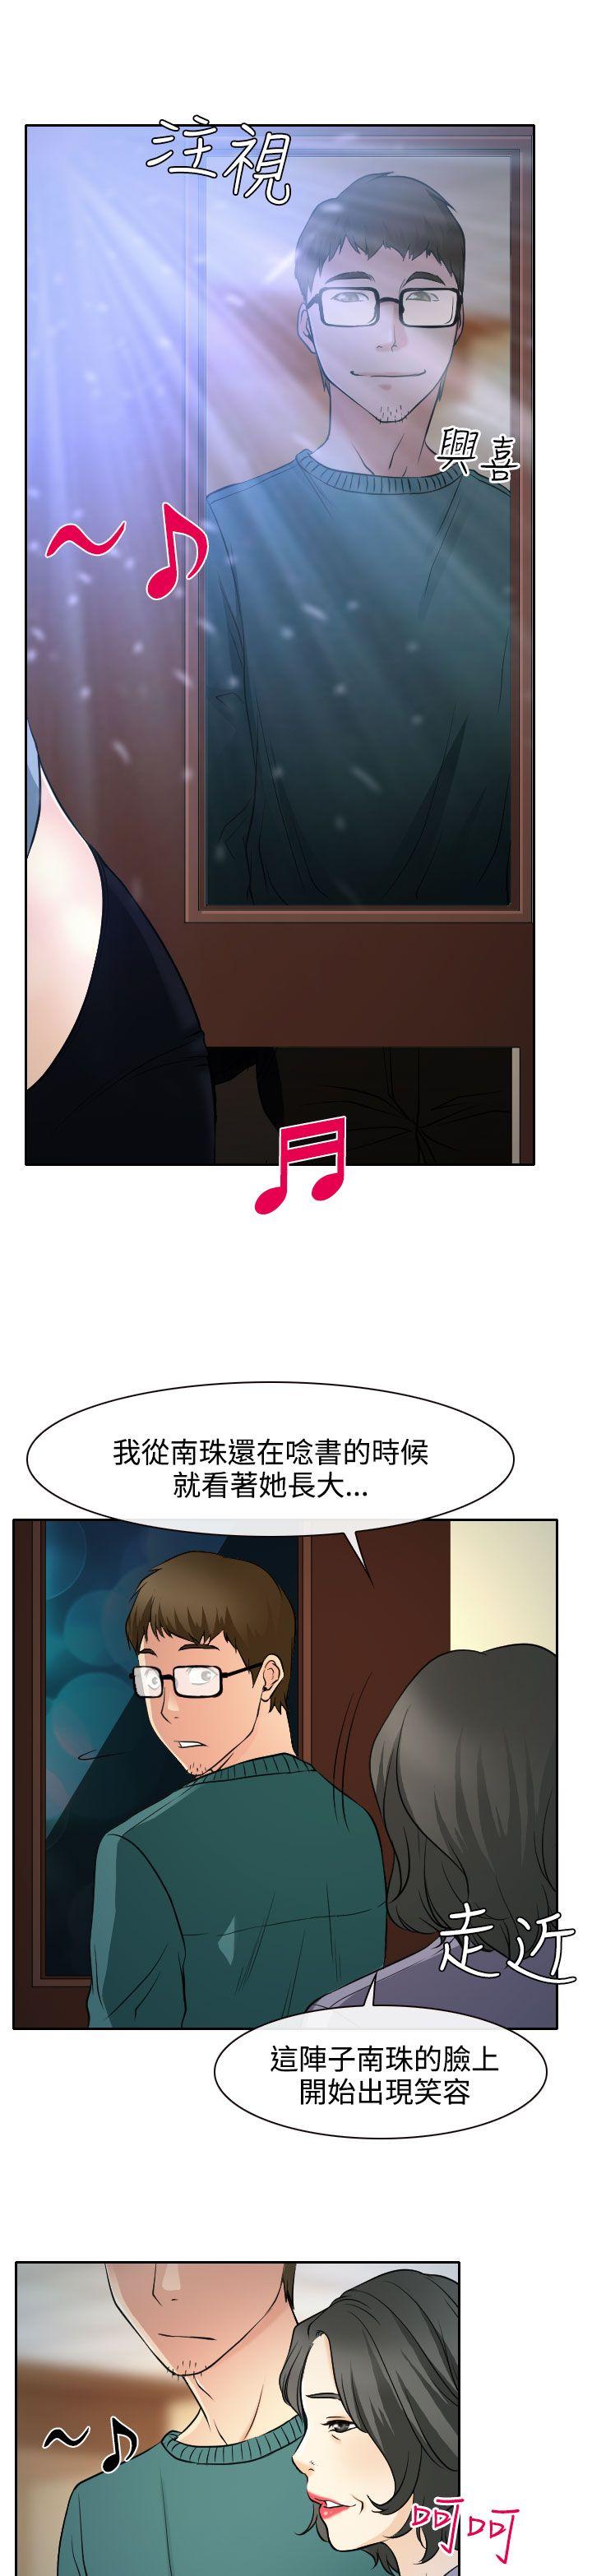 注視
興喜
我從南珠還在唸書的時候
就看著她長大...
走近
這陣子南珠的臉上
開始出現笑容
呵呵